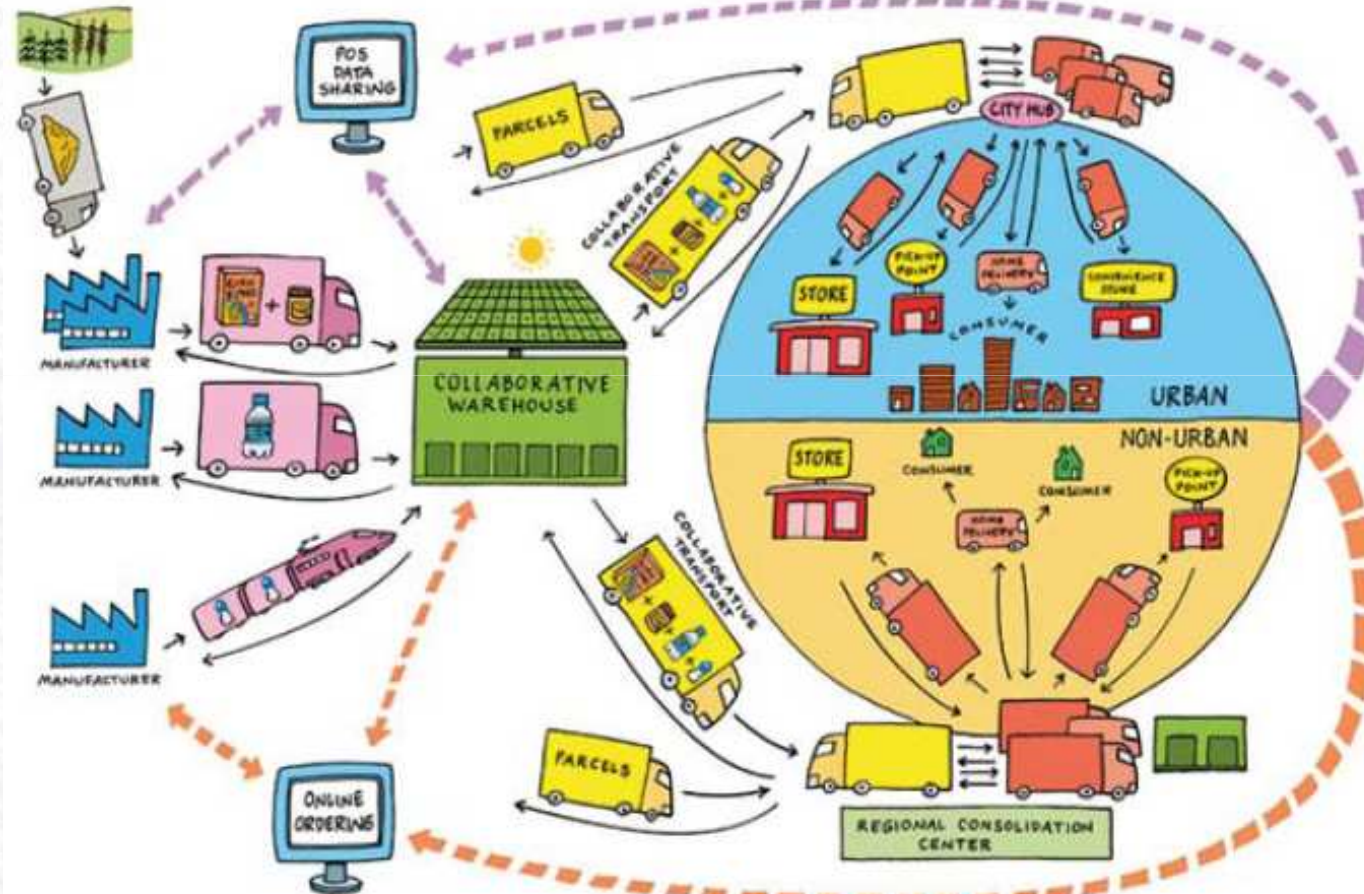 POS
DATA
SHARING
PARCELS
CITY HUB
COLLABORATIVE
TRANSPORT
MANUFACTURER
STORE
PICK-UP
POINT
HOME
DELIVERY
CONVENIENCE
STORE
CONSUMER
COLLABORATIVE
WAREHOUSE
URBAN
MANUFACTURER
NON-URBAN
STORE
CONSUMER
CONSUMER
PICK-UP
POINT
HOME
DELIVERY
COLLABORATIVE
TRANSPORT
MANUFACTURER
PARCELS
ONLINE
ORDERING
REGIONAL CONSOLIDATION
CENTER